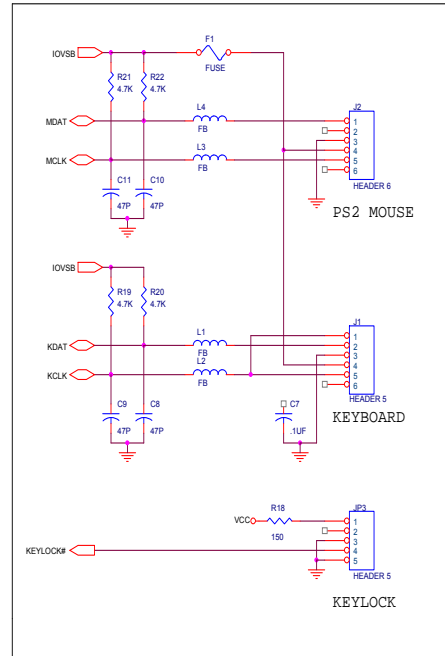 F1
IOVSB
FUSE
R21
R22
4.7K
4.7K
J2
L4
MDAT
1
FB
2
3
L3
4
MCLK
5
FB
6
C11
C10
HEADER 6
47P
47P
PS2 MOUSE
IOVSB
R19
R20
4.7K
4.7K
J1
L1
1
KDAT
2
FB
3
L2
4
KCLK
5
FB
6
HEADER 5
C9
C8
C7
KEYBOARD
47P
47P
.1UF
R18
JP3
VCC
1
2
150
3
KEYLOCK#
4
5
HEADER 5
KEYLOCK